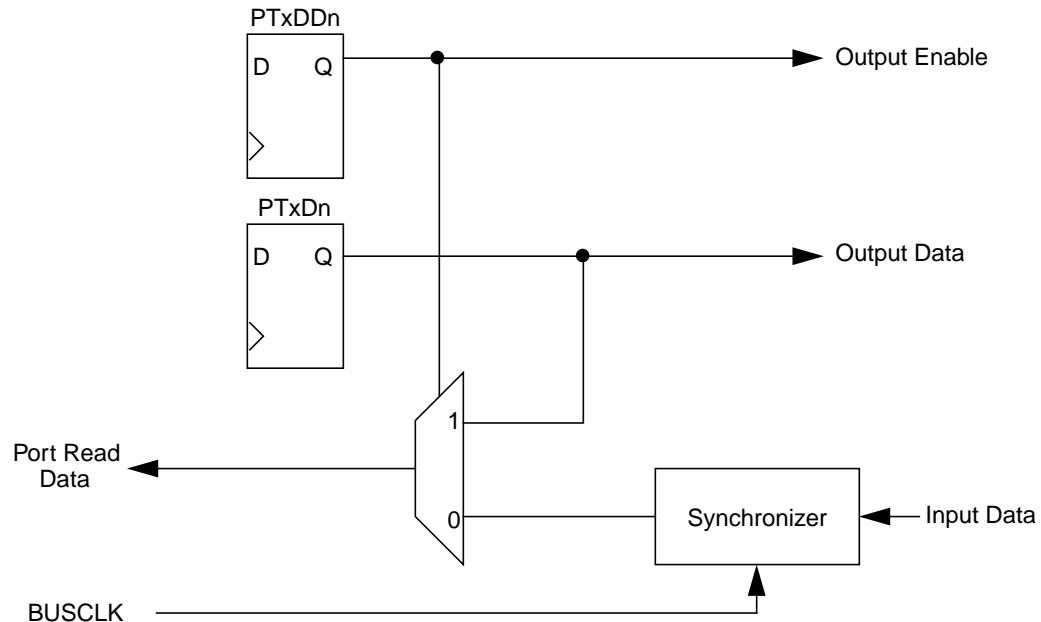 PTxDDn
D Q
Output Enable
PTxDn
D Q
Output Data
1
Port Read
Data
0
Synchronizer
Input Data
BUSCLK